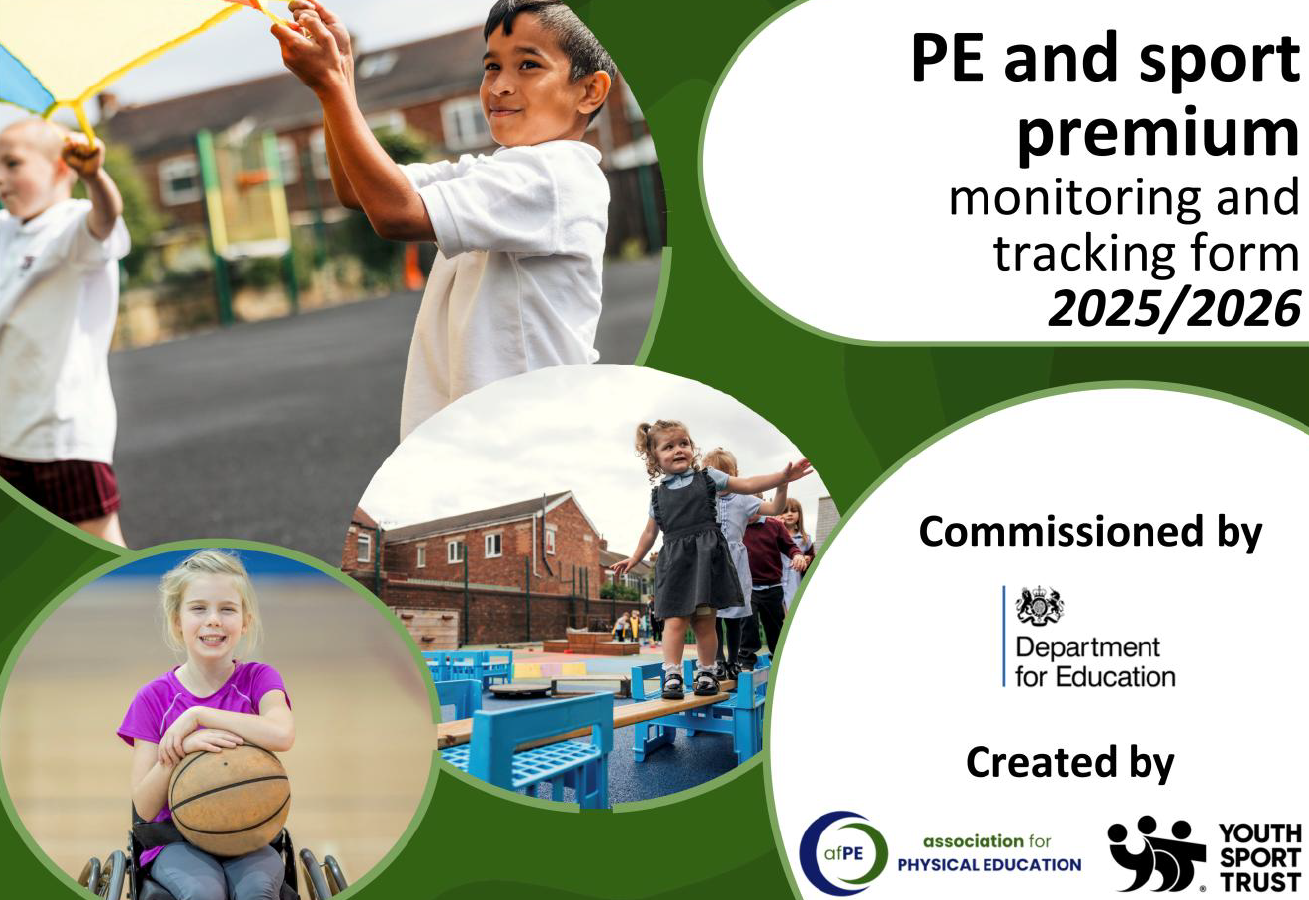 PE and sport
premium
monitoring and
tracking form
2025/2026
Commissioned by
Department
for Education
Created by
afPE
association for
PHYSICAL EDUCATION
YOUTH
SPORT
TRUST
®